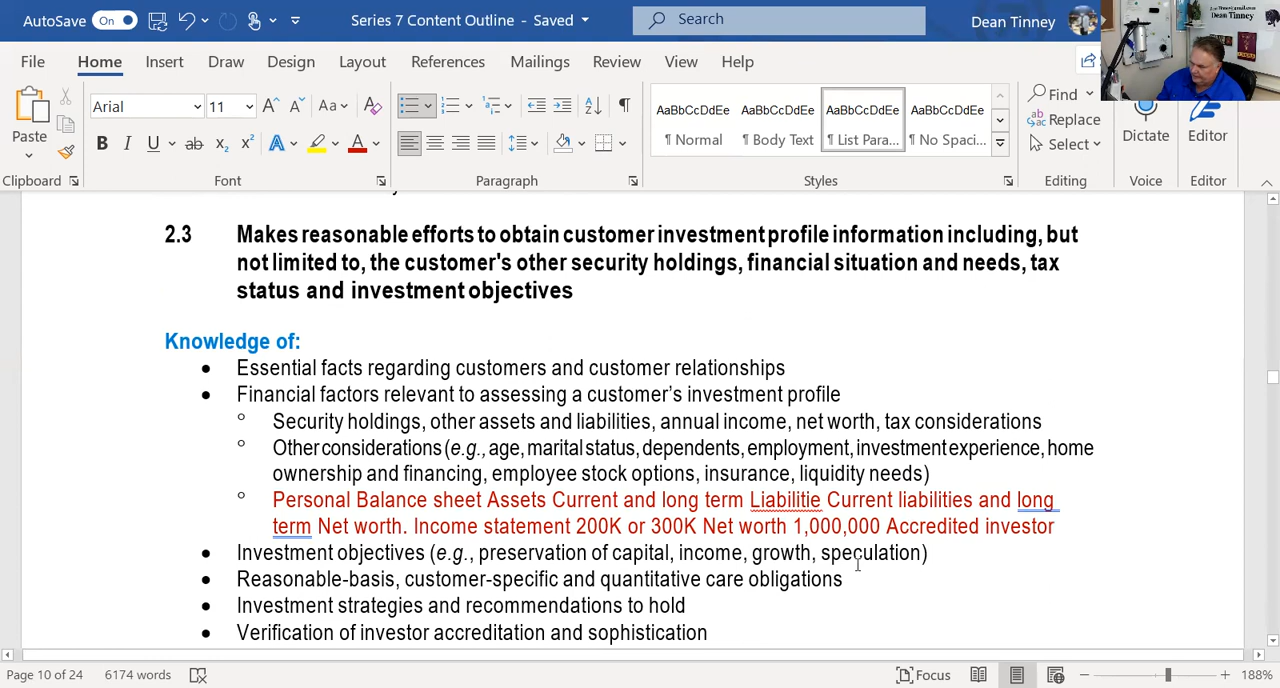 AutoSave On Series 7 Content Outline - Saved Search Dean Tinney
Dean Tinney
File Home Insert Draw Design Layout References Mailings Review View Help
Paste
Arial 11 Aa
B I U ab x₂ x² A A
AaBbCcDdEe AaBbCcDdEe AaBbCcDdEe AaBbCcDdEe
¶ Normal ¶ Body Text ¶ List Para... ¶ No Spaci...
Find
Replace
Select
Dictate
Editor
Clipboard Font Paragraph Styles Editing Voice Editor
2.3 Makes reasonable efforts to obtain customer investment profile information including, but
not limited to, the customer's other security holdings, financial situation and needs, tax
status and investment objectives
Knowledge of:
• Essential facts regarding customers and customer relationships
• Financial factors relevant to assessing a customer's investment profile
° Security holdings, other assets and liabilities, annual income, net worth, tax considerations
° Other considerations (e.g., age, marital status, dependents, employment, investment experience, home
ownership and financing, employee stock options, insurance, liquidity needs)
° Personal Balance sheet Assets Current and long term Liabilitie Current liabilities and long
term Net worth. Income statement 200K or 300K Net worth 1,000,000 Accredited investor
• Investment objectives (e.g., preservation of capital, income, growth, speculation)
• Reasonable-basis, customer-specific and quantitative care obligations
• Investment strategies and recommendations to hold
• Verification of investor accreditation and sophistication
Page 10 of 24 6174 words Focus 188%